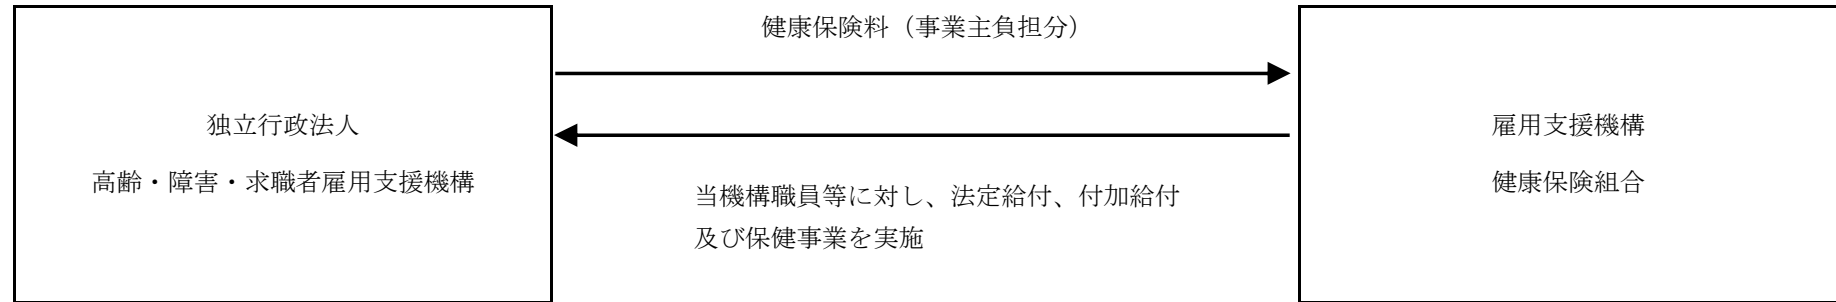 健康保険料（事業主負担分）
独立行政法人
高齢・障害・求職者雇用支援機構
当機構職員等に対し、法定給付、付加給付
及び保健事業を実施
雇用支援機構
健康保険組合